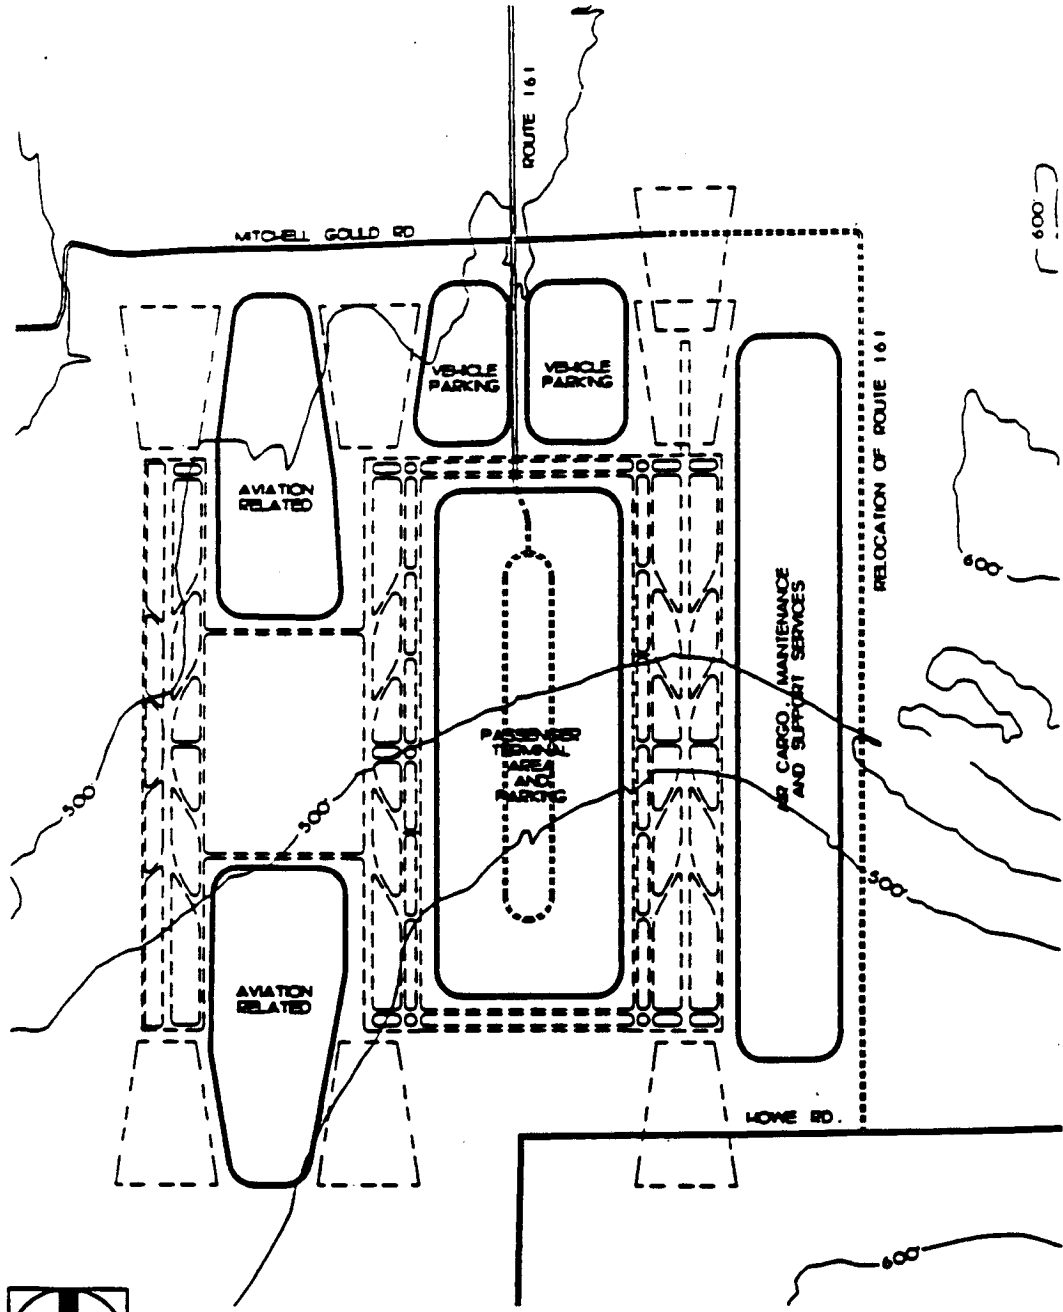 ROUTE 161
600'
MITCHELL GOULD RD
VEHICLE
PARKING
VEHICLE
PARKING
RELOCATION OF ROUTE 161
AVIATION
RELATED
600'
AIR CARGO, MAINTENANCE
AND SUPPORT SERVICES
PASSENGER
TERMINAL
AREA
AND
PARKING
500'
500'
500'
AVIATION
RELATED
HOWE RD.
600'